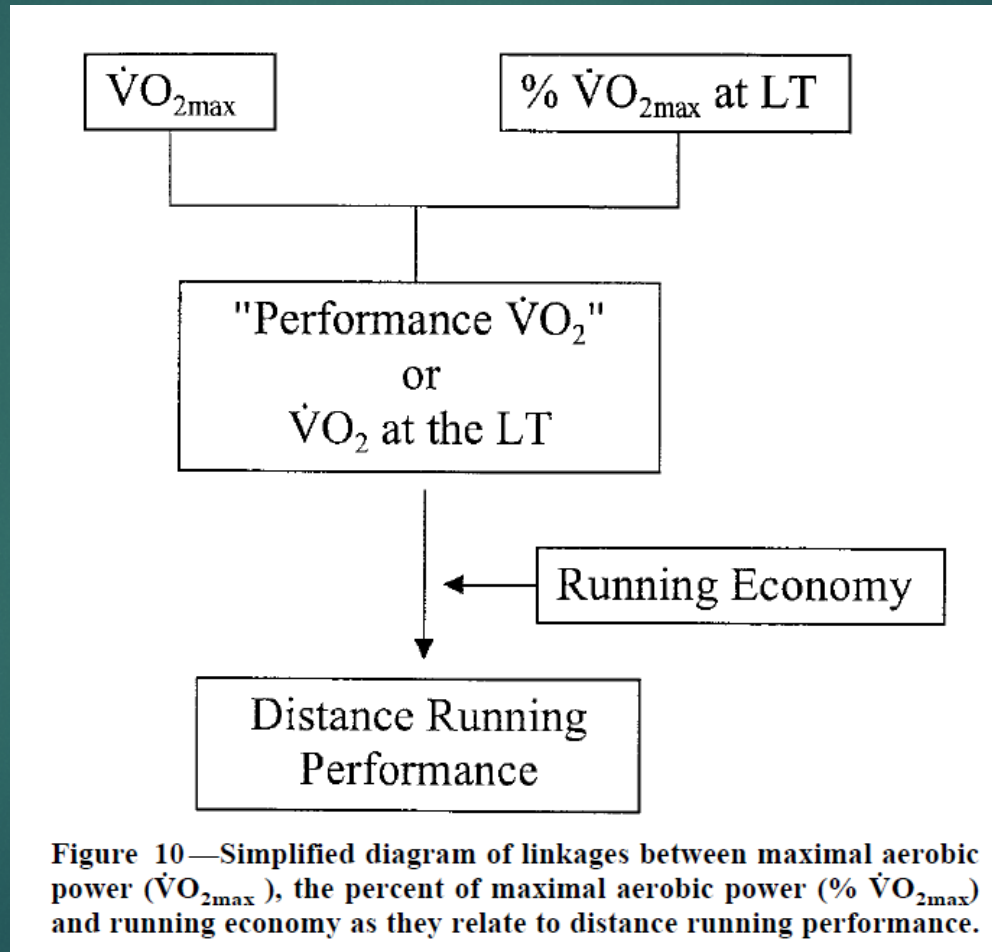 V̇O₂max
% V̇O₂max at LT
"Performance V̇O₂"
or
V̇O₂ at the LT
Running Economy
Distance Running
Performance
Figure 10—Simplified diagram of linkages between maximal aerobic
power (V̇O₂max ), the percent of maximal aerobic power (% V̇O₂max)
and running economy as they relate to distance running performance.